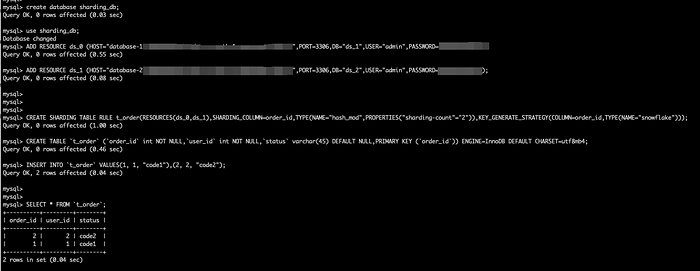 mysql> create database sharding_db;
Query OK, 0 rows affected (0.03 sec)
mysql> use sharding_db;
Database changed
mysql> ADD RESOURCE ds_0 (HOST="database-1 ",PORT=3306,DB="ds_1",USER="admin",PASSWORD=
Query OK, 0 rows affected (0.55 sec)
mysql> ADD RESOURCE ds_1 (HOST="database-2 ",PORT=3306,DB="ds_2",USER="admin",PASSWORD= );
Query OK, 0 rows affected (0.08 sec)
mysql>
mysql>
mysql> CREATE SHARDING TABLE RULE t_order(RESOURCES(ds_0,ds_1),SHARDING_COLUMN=order_id,TYPE(NAME="hash_mod",PROPERTIES("sharding-count"="2")),KEY_GENERATE_STRATEGY(COLUMN=order_id,TYPE(NAME="snowflake")));
Query OK, 0 rows affected (1.00 sec)
mysql> CREATE TABLE `t_order` (`order_id` int NOT NULL,`user_id` int NOT NULL,`status` varchar(45) DEFAULT NULL,PRIMARY KEY (`order_id`)) ENGINE=InnoDB DEFAULT CHARSET=utf8mb4;
Query OK, 0 rows affected (0.46 sec)
mysql> INSERT INTO `t_order` VALUES(1, 1, "code1"),(2, 2, "code2");
Query OK, 2 rows affected (0.04 sec)
mysql>
mysql> SELECT * FROM `t_order`;
+----------+---------+--------+
| order_id | user_id | status |
+----------+---------+--------+
| 2 | 2 | code2 |
| 1 | 1 | code1 |
+----------+---------+--------+
2 rows in set (0.04 sec)